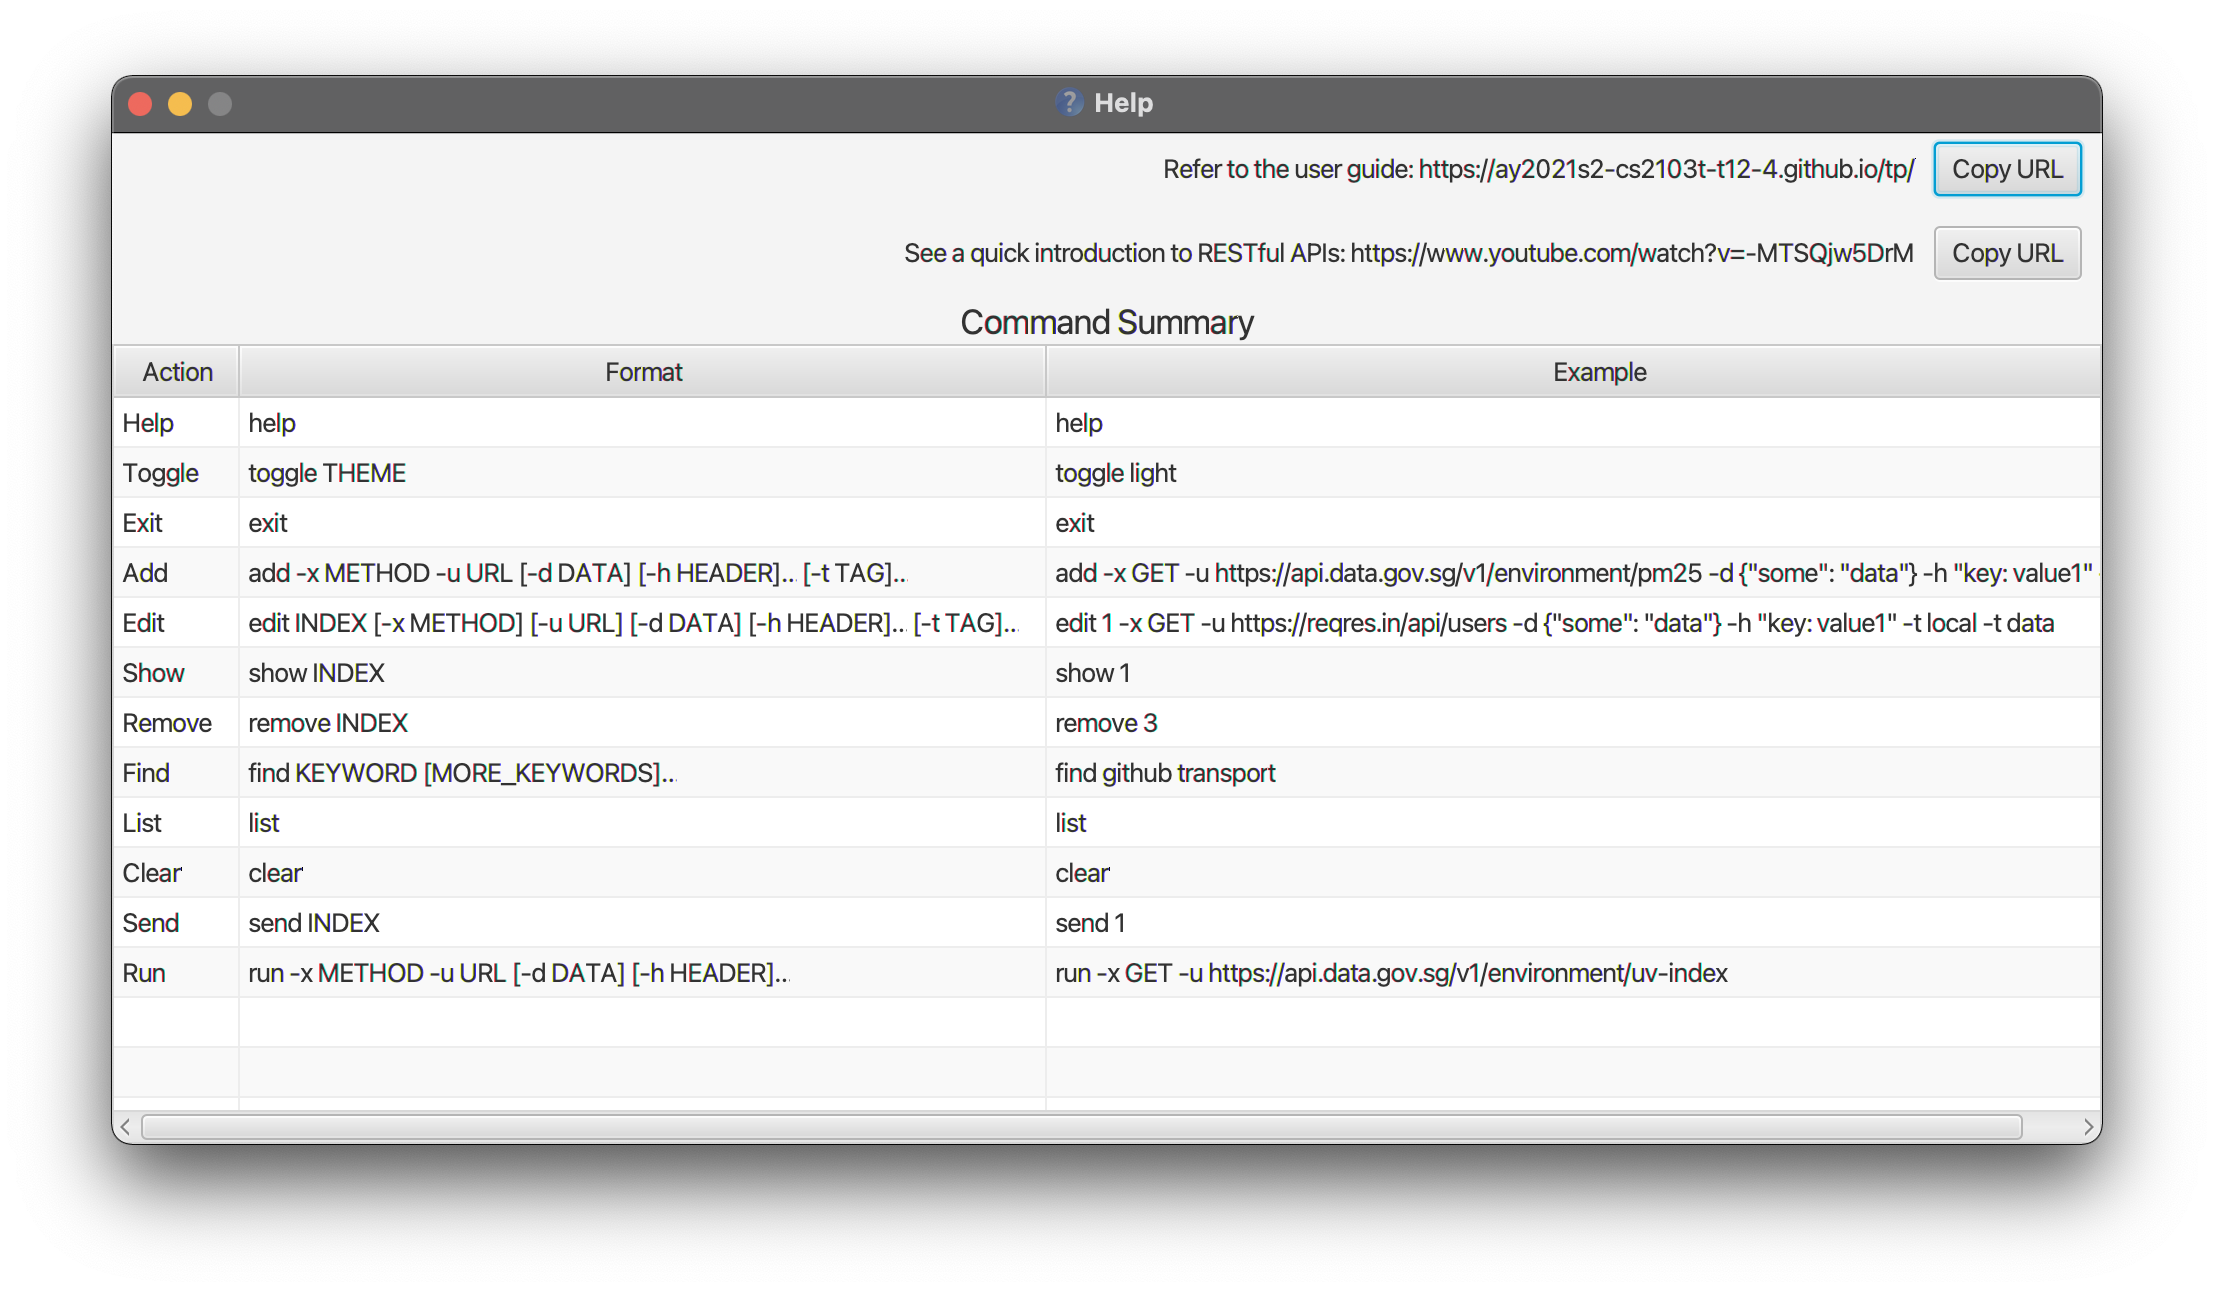 Help
Refer to the user guide: https://ay2021s2-cs2103t-t12-4.github.io/tp/ Copy URL
See a quick introduction to RESTful APIs: https://www.youtube.com/watch?v=-MTSQjw5DrM Copy URL
Command Summary
Action Format Example
Help help help
Toggle toggle THEME toggle light
Exit exit exit
Add add -x METHOD -u URL [-d DATA] [-h HEADER]... [-t TAG]... add -x GET -u https://api.data.gov.sg/v1/environment/pm25 -d {"some": "data"} -h "key: value1"
Edit edit INDEX [-x METHOD] [-u URL] [-d DATA] [-h HEADER]... [-t TAG]... edit 1 -x GET -u https://reqres.in/api/users -d {"some": "data"} -h "key: value1" -t local -t data
Show show INDEX show 1
Remove remove INDEX remove 3
Find find KEYWORD [MORE_KEYWORDS]... find github transport
List list list
Clear clear clear
Send send INDEX send 1
Run run -x METHOD -u URL [-d DATA] [-h HEADER]... run -x GET -u https://api.data.gov.sg/v1/environment/uv-index